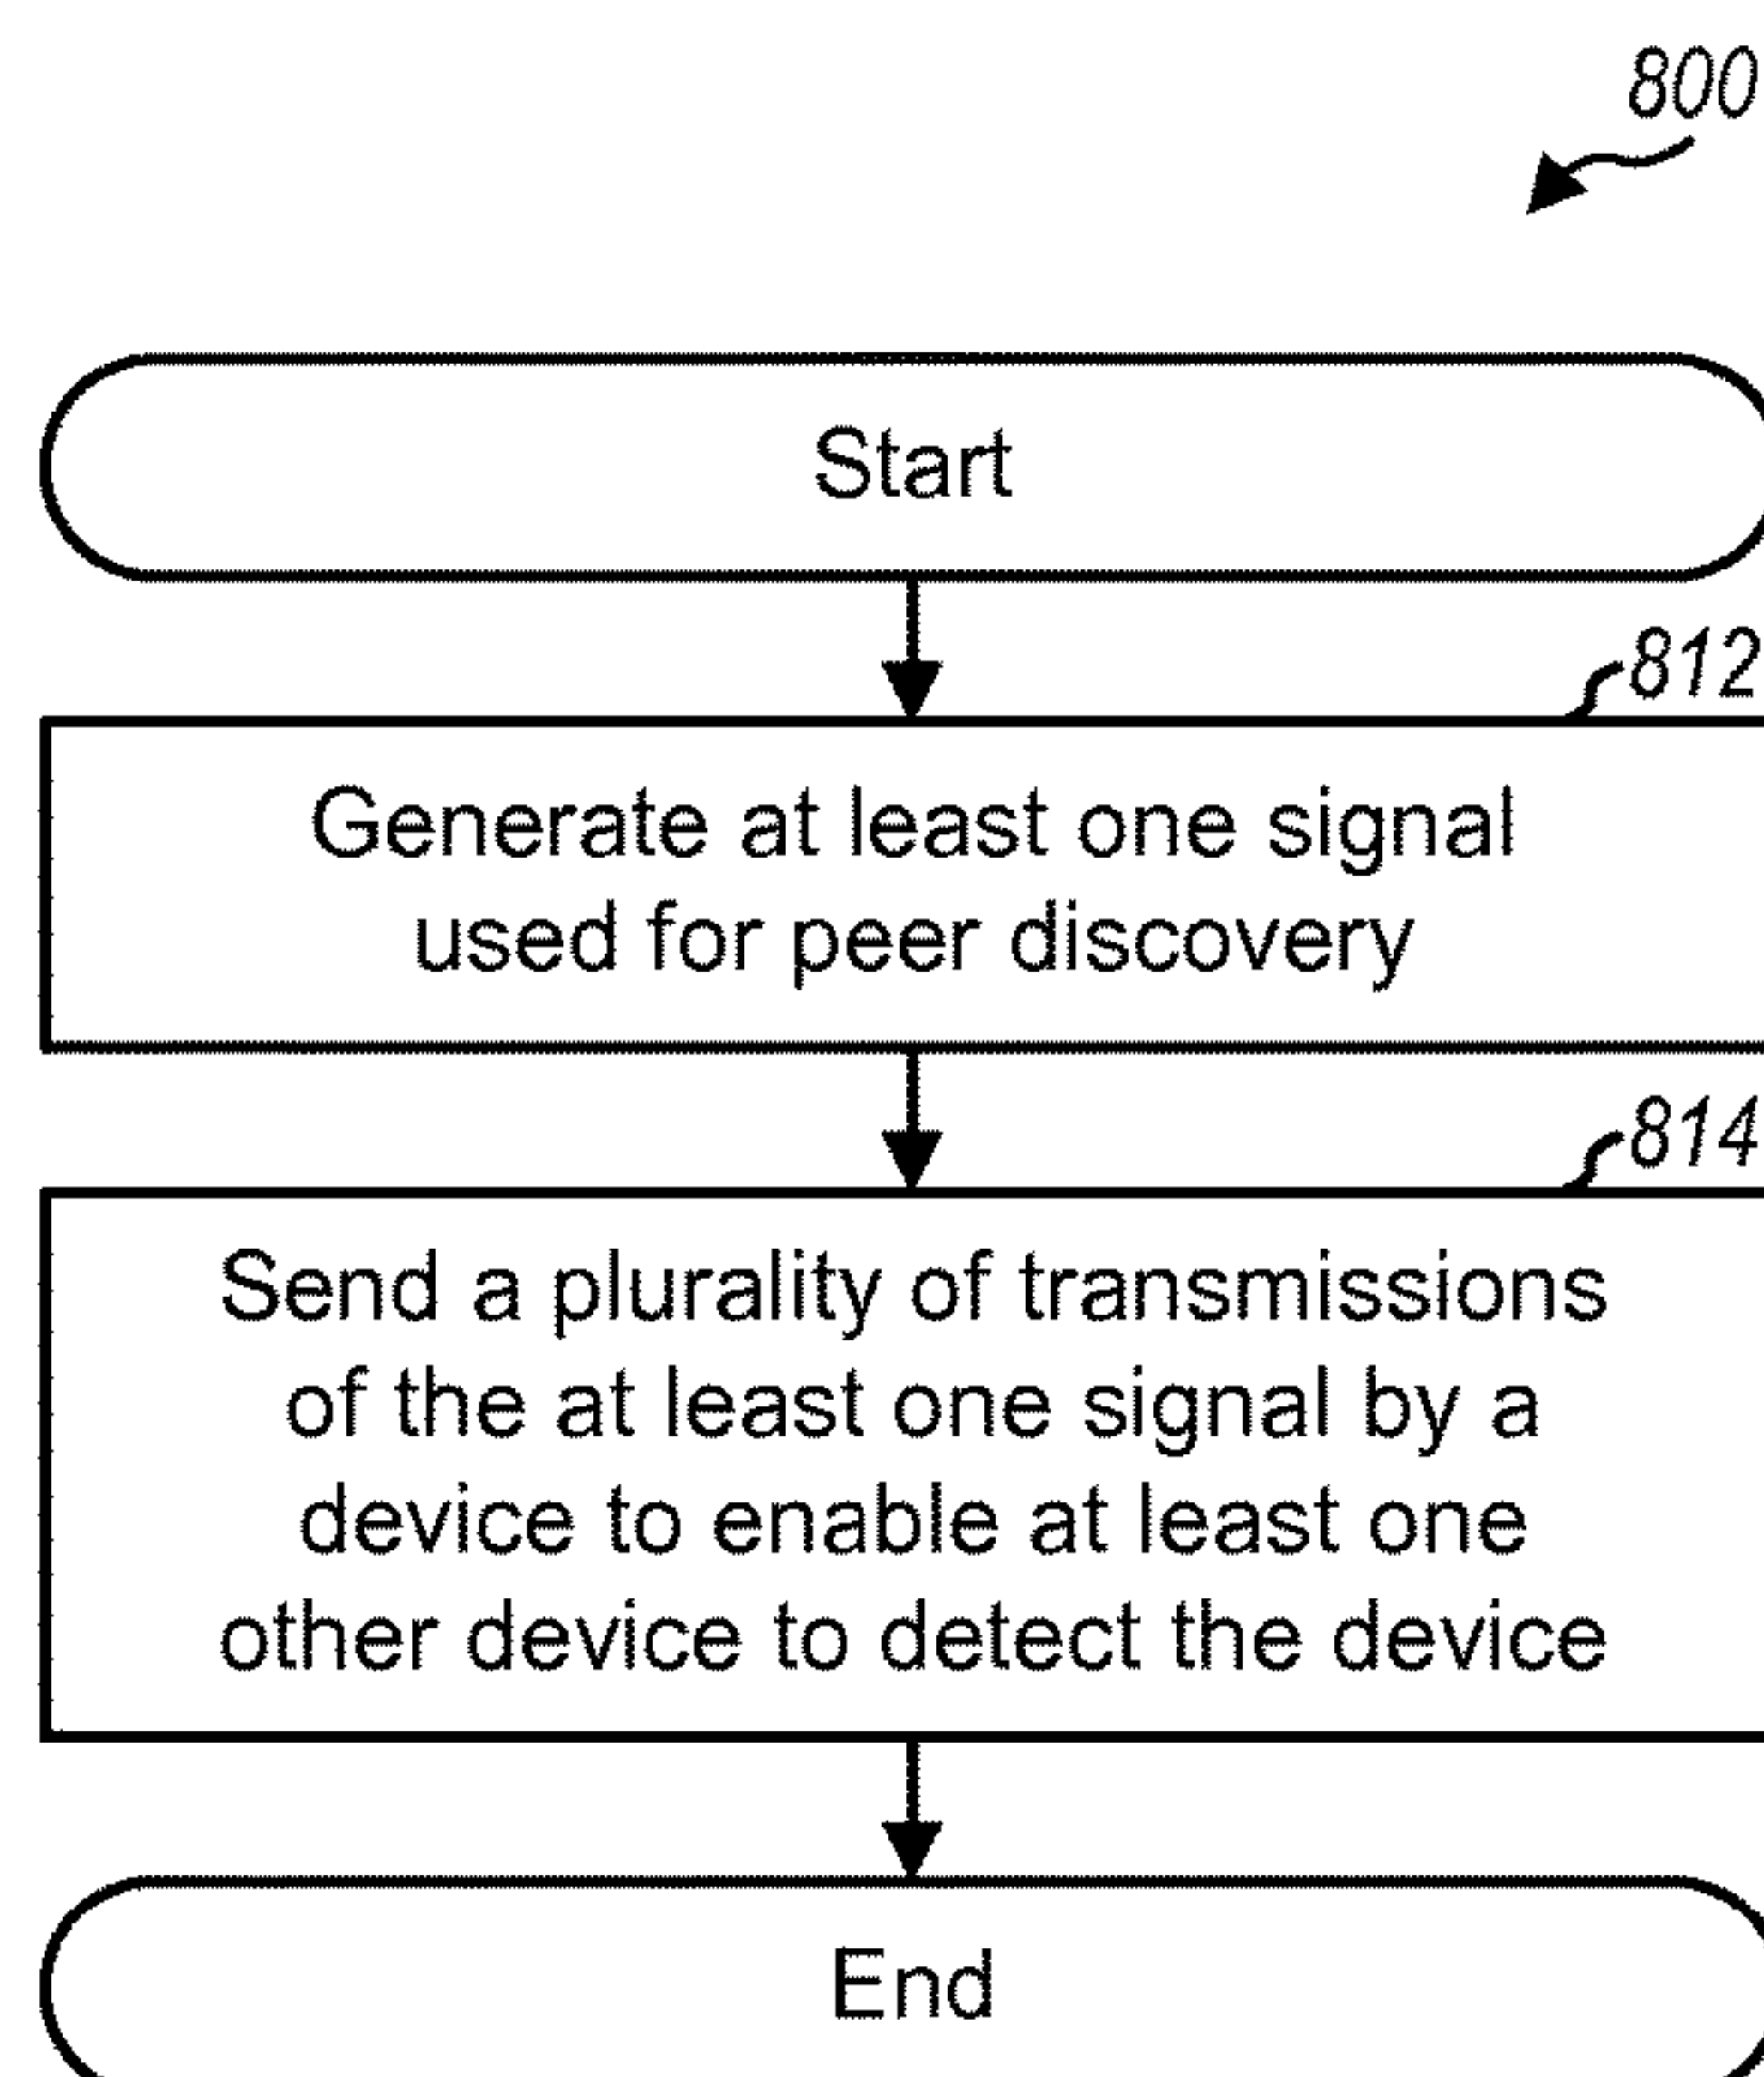 800
Start
812
Generate at least one signal
used for peer discovery
814
Send a plurality of transmissions
of the at least one signal by a
device to enable at least one
other device to detect the device
End